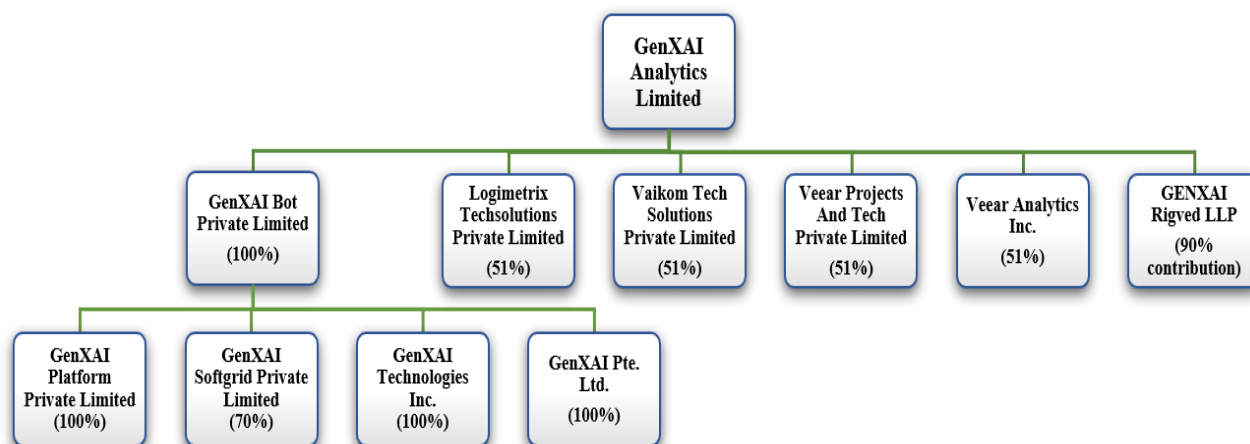 GenXAI
Analytics
Limited
GenXAI Bot
Private Limited
(100%)
Logimetrix
Techsolutions
Private Limited
(51%)
Vaikom Tech
Solutions
Private Limited
(51%)
Veear Projects
And Tech
Private Limited
(51%)
Veear Analytics
Inc.
(51%)
GENXAI
Rigved LLP
(90%
contribution)
GenXAI
Platform
Private Limited
(100%)
GenXAI
Softgrid Private
Limited
(70%)
GenXAI
Technologies
Inc.
(100%)
GenXAI Pte.
Ltd.
(100%)